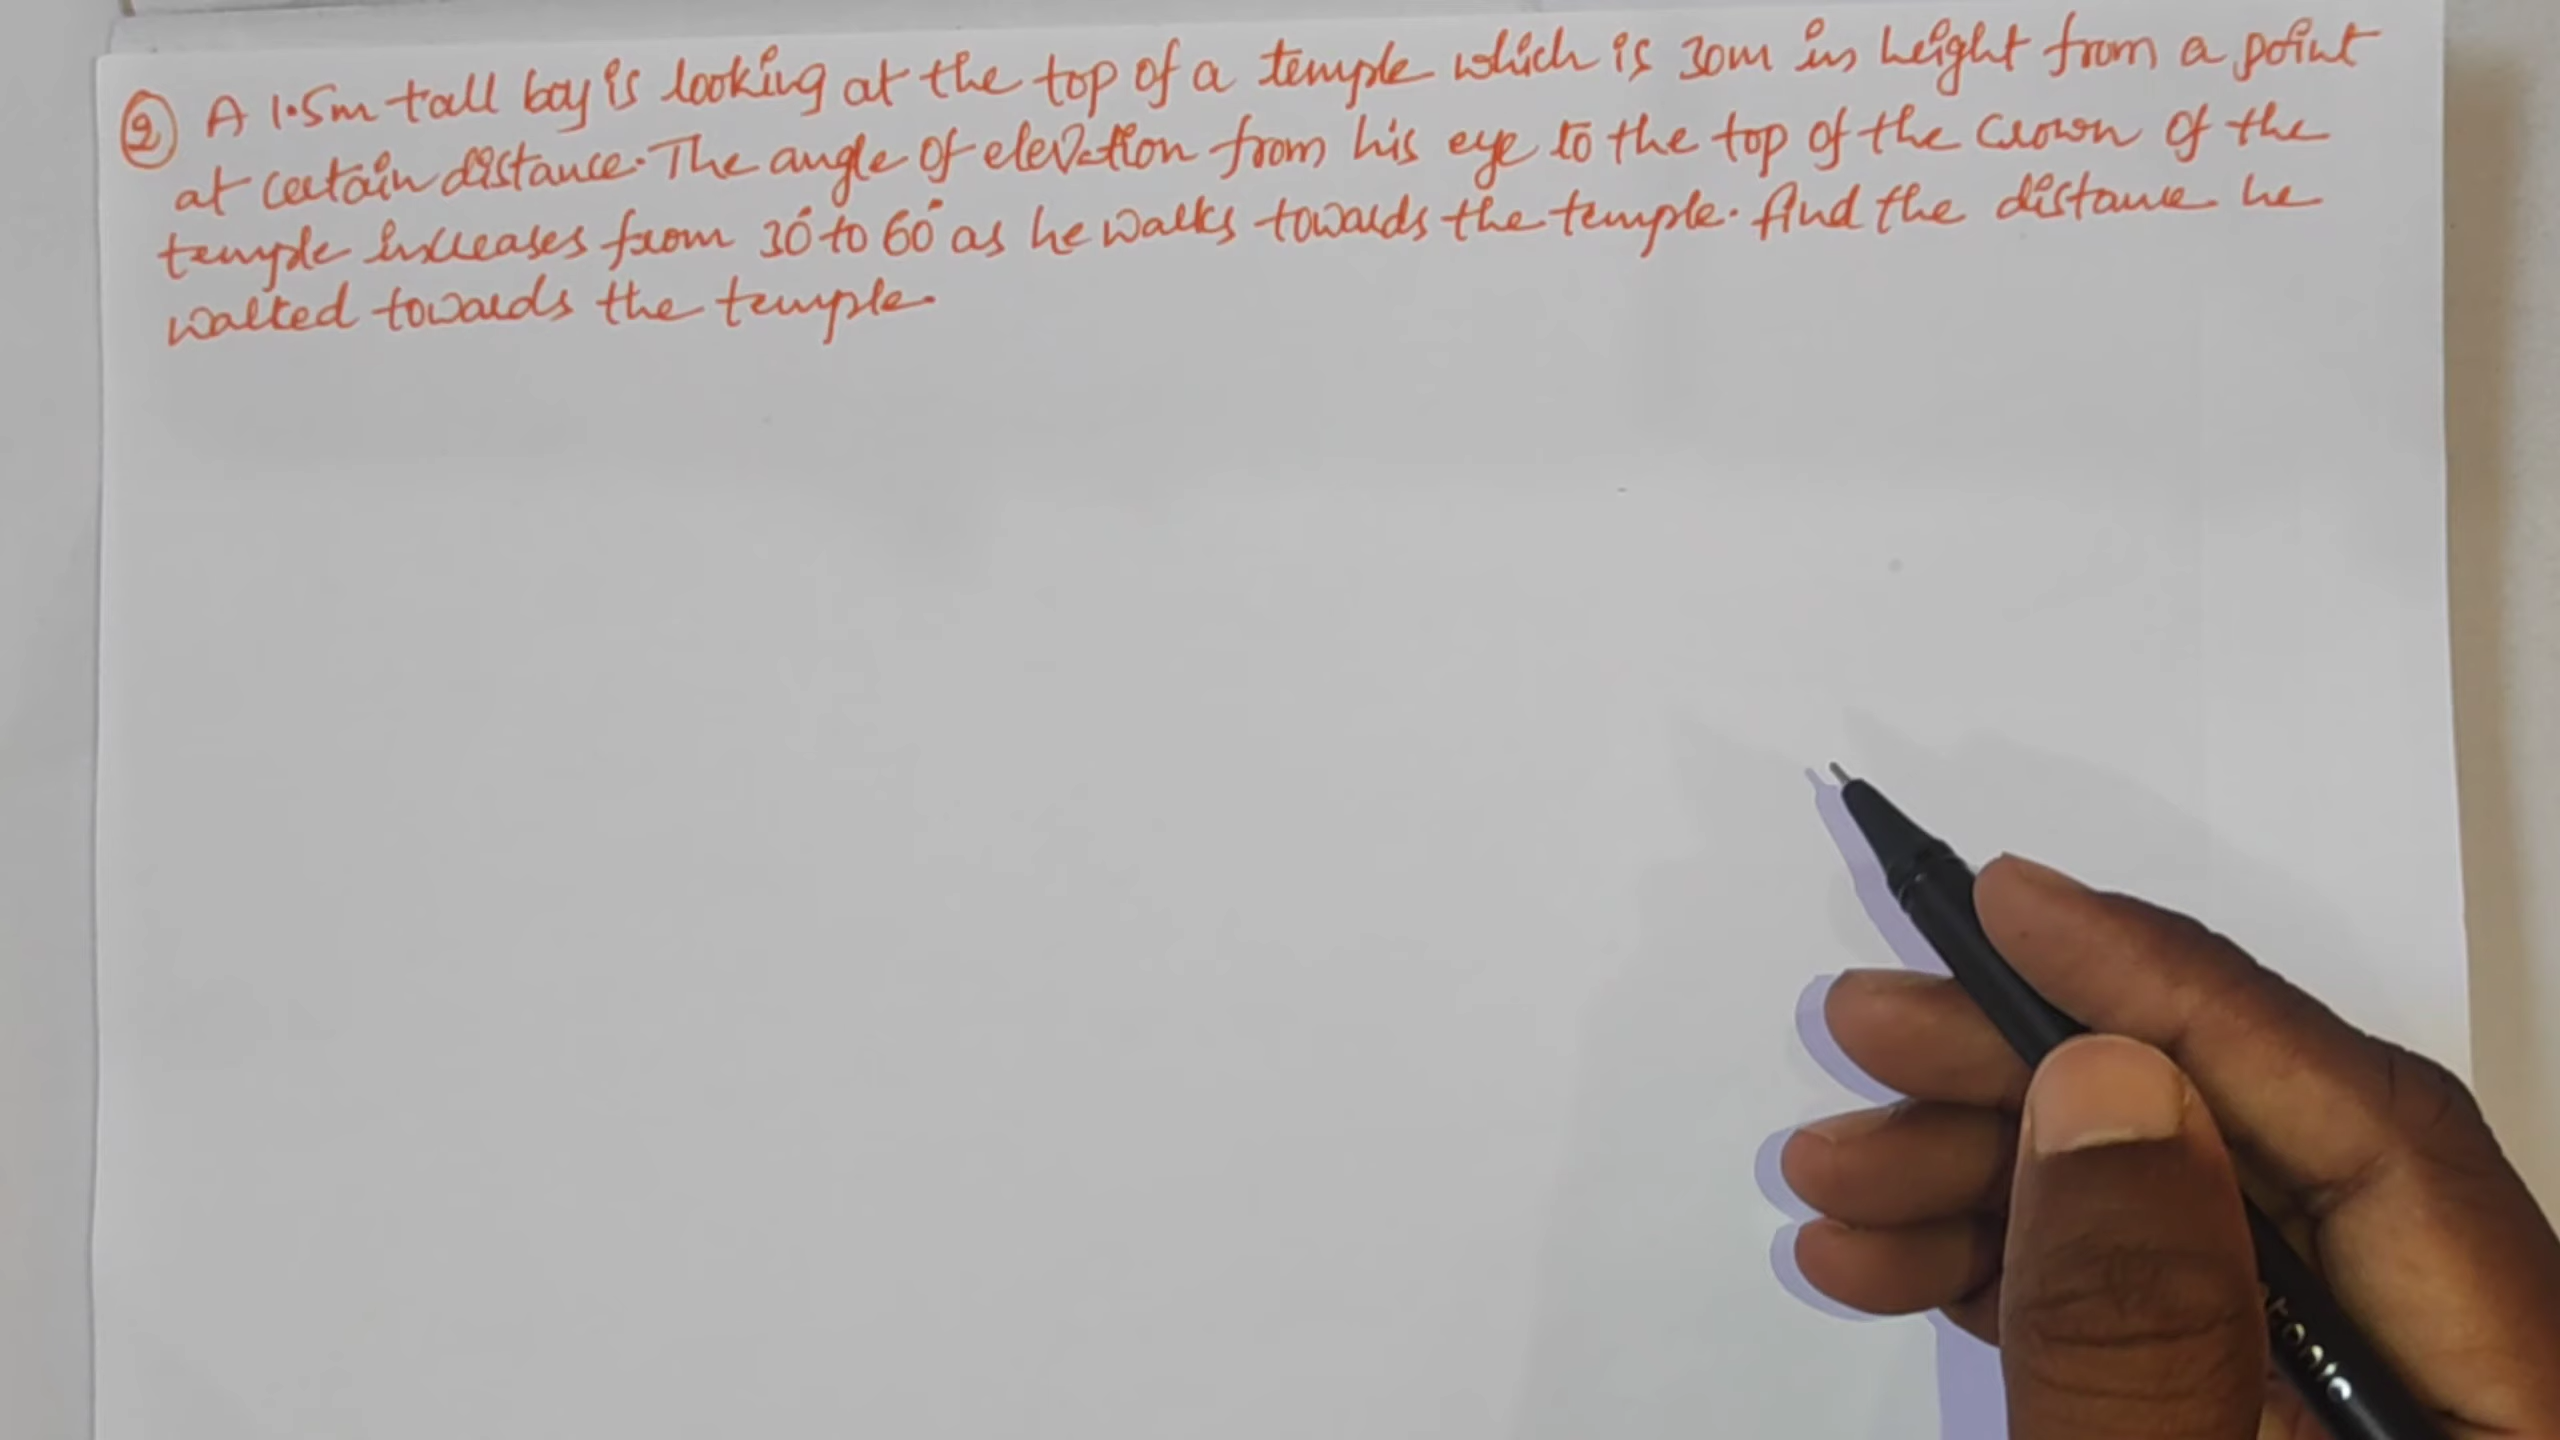 2 A 1.5m tall boy is looking at the top of a temple which is 30m in height from a point
at certain distance. The angle of elevation from his eye to the top of the crown of the
temple increases from 30° to 60° as he walks towards the temple. find the distance he
walked towards the temple.